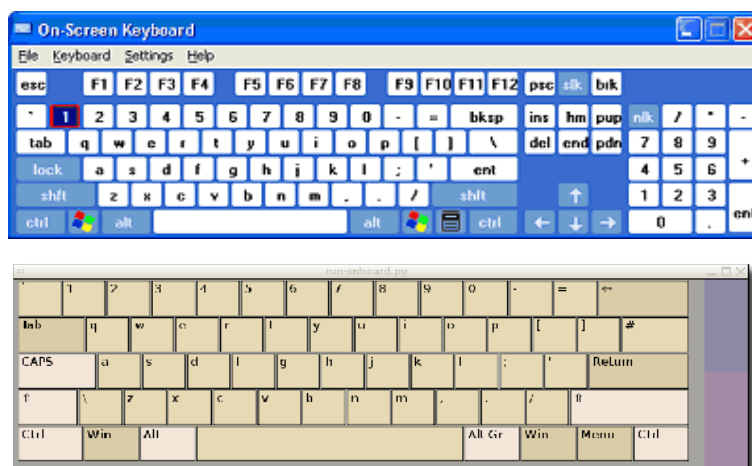 On-Screen Keyboard
File Keyboard Settings Help
esc F1 F2 F3 F4 F5 F6 F7 F8 F9 F10 F11 F12 psc slk brk
` 1 2 3 4 5 6 7 8 9 0 - = bksp ins hm pup nlk / * -
tab q w e r t y u i o p [ ] \ del end pdn 7 8 9 +
lock a s d f g h j k l ; ' ent 4 5 6
shft z x c v b n m , . / shft ↑ 1 2 3
ctrl alt alt ctrl ← ↓ → 0 .
run-onboard.py
` 1 2 3 4 5 6 7 8 9 0 - = ⇐
Tab q w e r t y u i o p [ ] #
CAPS a s d f g h j k l ; ' Return
⇧ \ z x c v b n m , . / ⇧
Ctrl Win Alt Alt Gr Win Menu Ctrl